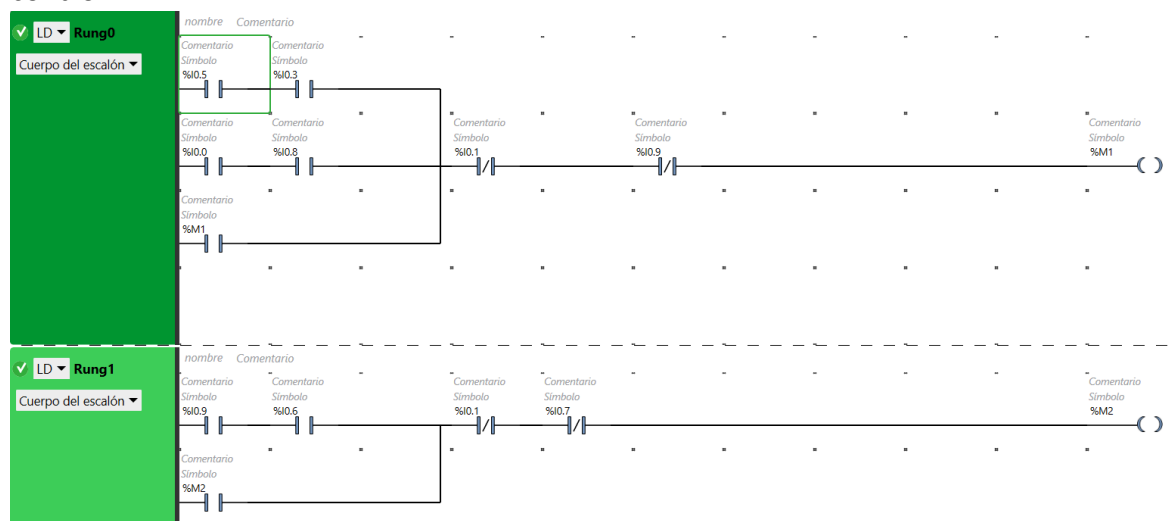 LD Rung0
nombre Comentario
Cuerpo del escalón
Comentario Comentario
Símbolo Símbolo
%I0.5 %I0.3
Comentario Comentario Comentario Comentario Comentario
Símbolo Símbolo Símbolo Símbolo Símbolo
%I0.0 %I0.8 %I0.1 %I0.9 %M1
Comentario
Símbolo
%M1
LD Rung1
nombre Comentario
Cuerpo del escalón
Comentario Comentario Comentario Comentario Comentario
Símbolo Símbolo Símbolo Símbolo Símbolo
%I0.9 %I0.6 %I0.1 %I0.7 %M2
Comentario
Símbolo
%M2